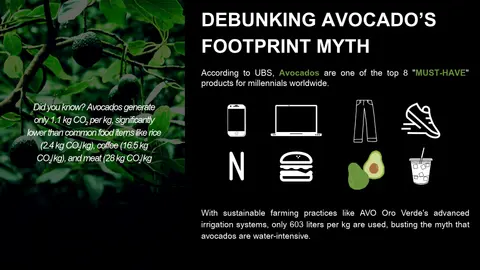 DEBUNKING AVOCADO'S
FOOTPRINT MYTH
According to UBS, Avocados are one of the top 8 "MUST-HAVE"
products for millennials worldwide.
Did you know? Avocados generate
only 1.1 kg CO₂ per kg, significantly
lower than common food items like rice
(2.4 kg CO₂/kg), coffee (16.5 kg
CO₂/kg), and meat (28 kg CO₂/kg
N
With sustainable farming practices like AVO Oro Verde's advanced
irrigation systems, only 603 liters per kg are used, busting the myth that
avocados are water-intensive.